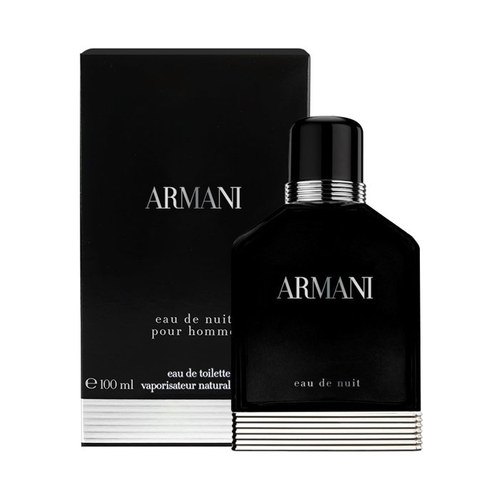 ARMANI
eau de nuit
pour homme
eau de toilette
℮ 100 ml vaporisateur natural
ARMANI
eau de nuit